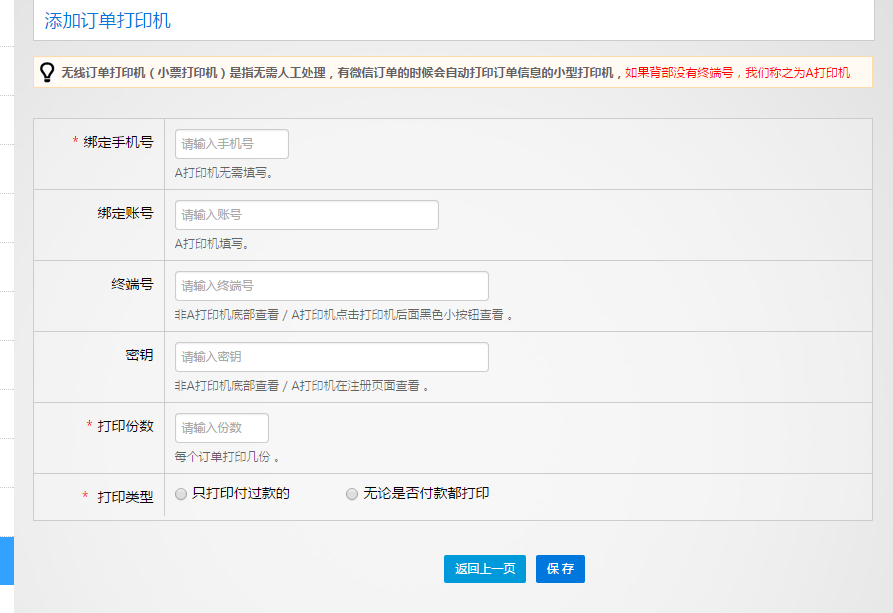 添加订单打印机
无线订单打印机（小票打印机）是指无需人工处理，有微信订单的时候会自动打印订单信息的小型打印机，如果背部没有终端号，我们称之为A打印机
* 绑定手机号 请输入手机号
A打印机无需填写。
绑定账号 请输入账号
A打印机填写。
终端号 请输入终端号
非A打印机底部查看 / A打印机点击打印机后面黑色小按钮查看 。
密钥 请输入密钥
非A打印机底部查看 / A打印机在注册页面查看 。
* 打印份数 请输入份数
每个订单打印几份 。
* 打印类型 只打印付过款的 无论是否付款都打印
返回上一页 保 存